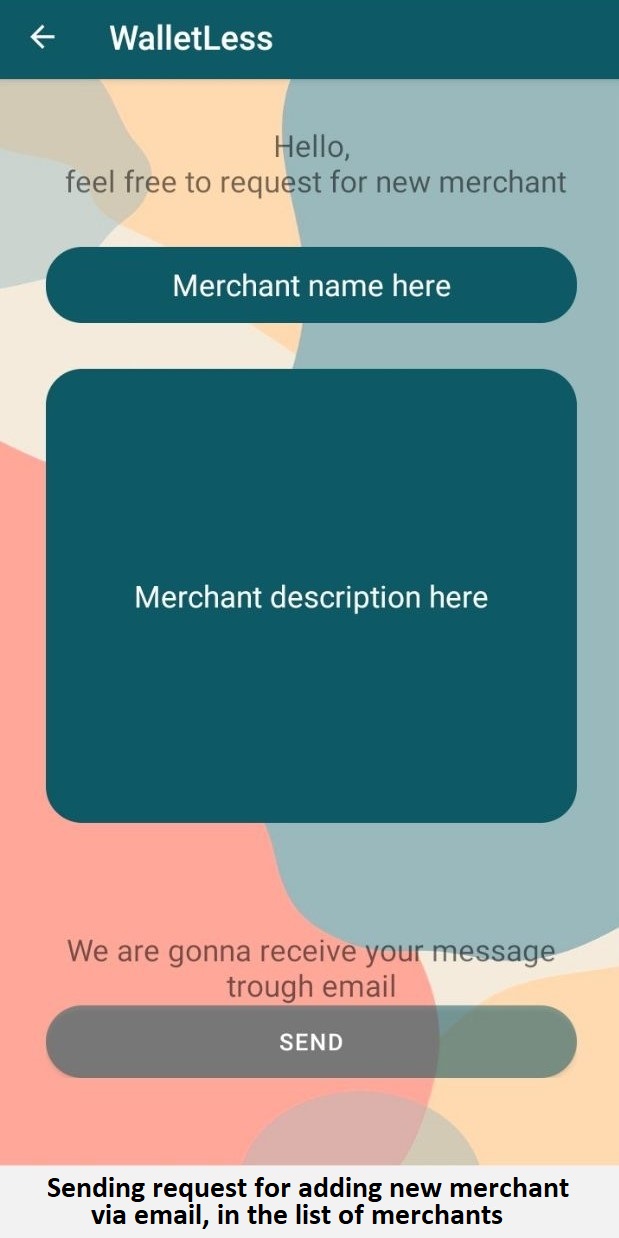 WalletLess
Hello,
feel free to request for new merchant
Merchant name here
Merchant description here
We are gonna receive your message
trough email
SEND
Sending request for adding new merchant
via email, in the list of merchants